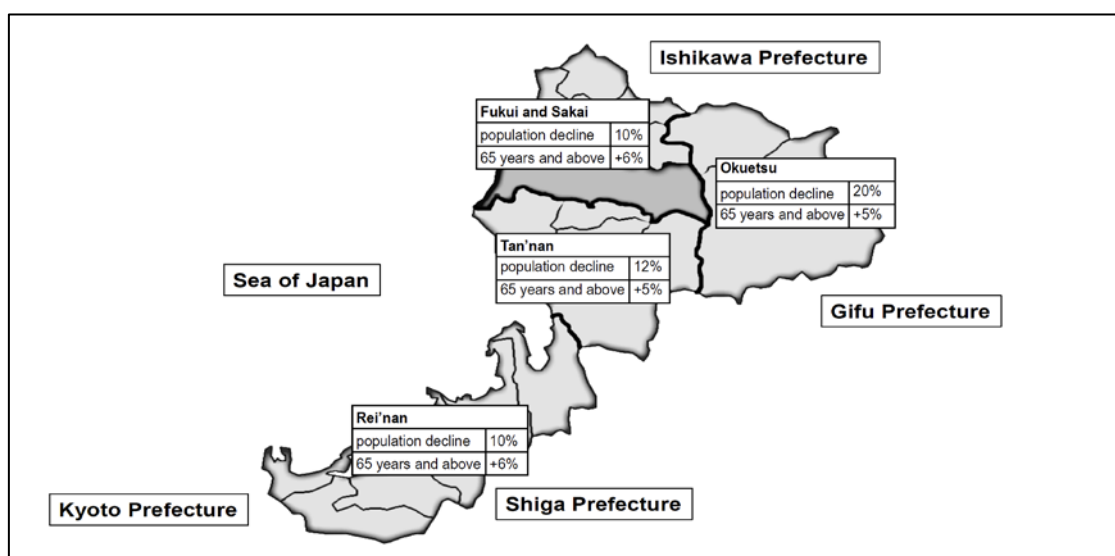 Ishikawa Prefecture
Fukui and Sakai
population decline 10%
65 years and above +6%
Okuetsu
population decline 20%
65 years and above +5%
Tan'nan
population decline 12%
65 years and above +5%
Sea of Japan
Gifu Prefecture
Rei'nan
population decline 10%
65 years and above +6%
Kyoto Prefecture
Shiga Prefecture